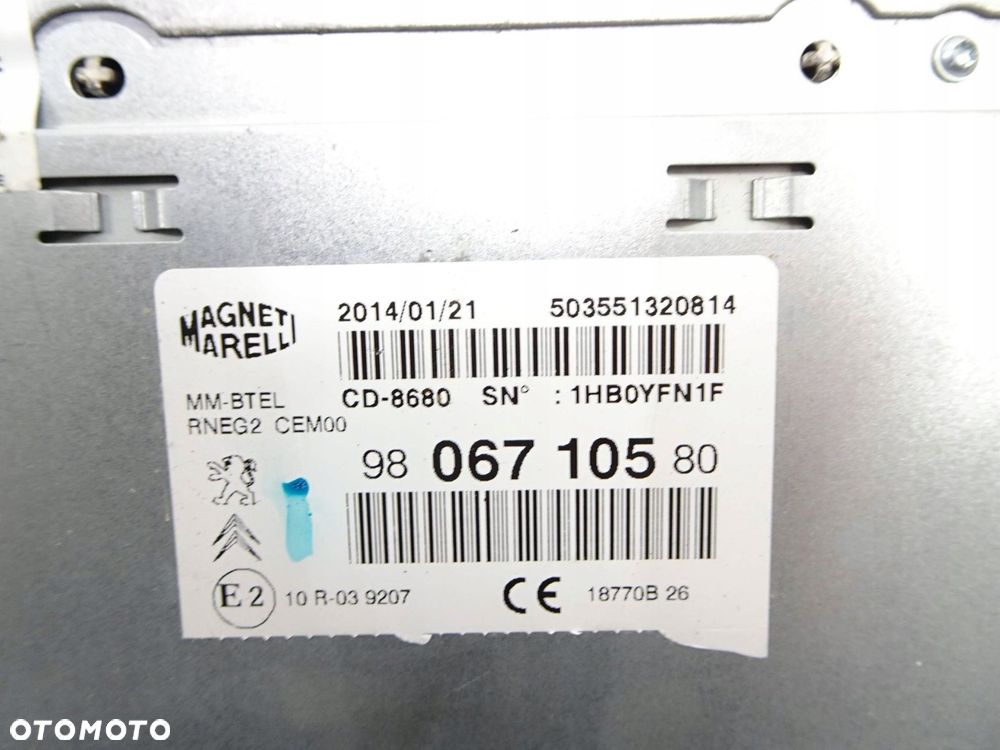 MAGNETI
MARELLI
2014/01/21 503551320814
MM-BTEL CD-8680 SN° : 1HB0YFN1F
RNEG2 CEM00
98 067 105 80
E2 10 R-03 9207 CE 18770B 26
OTOMOTO